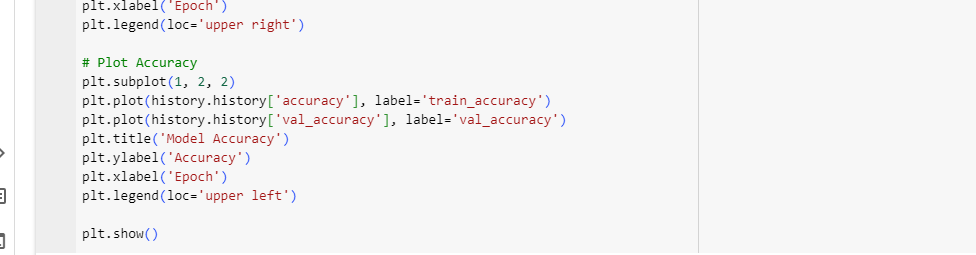 plt.xlabel('Epoch')
plt.legend(loc='upper right')
# Plot Accuracy
plt.subplot(1, 2, 2)
plt.plot(history.history['accuracy'], label='train_accuracy')
plt.plot(history.history['val_accuracy'], label='val_accuracy')
plt.title('Model Accuracy')
plt.ylabel('Accuracy')
plt.xlabel('Epoch')
plt.legend(loc='upper left')
plt.show()